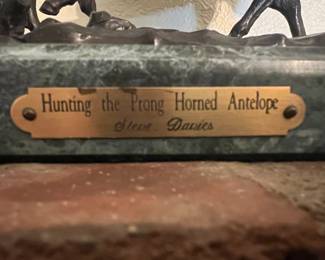 Hunting the Prong Horned Antelope
Steve Davies